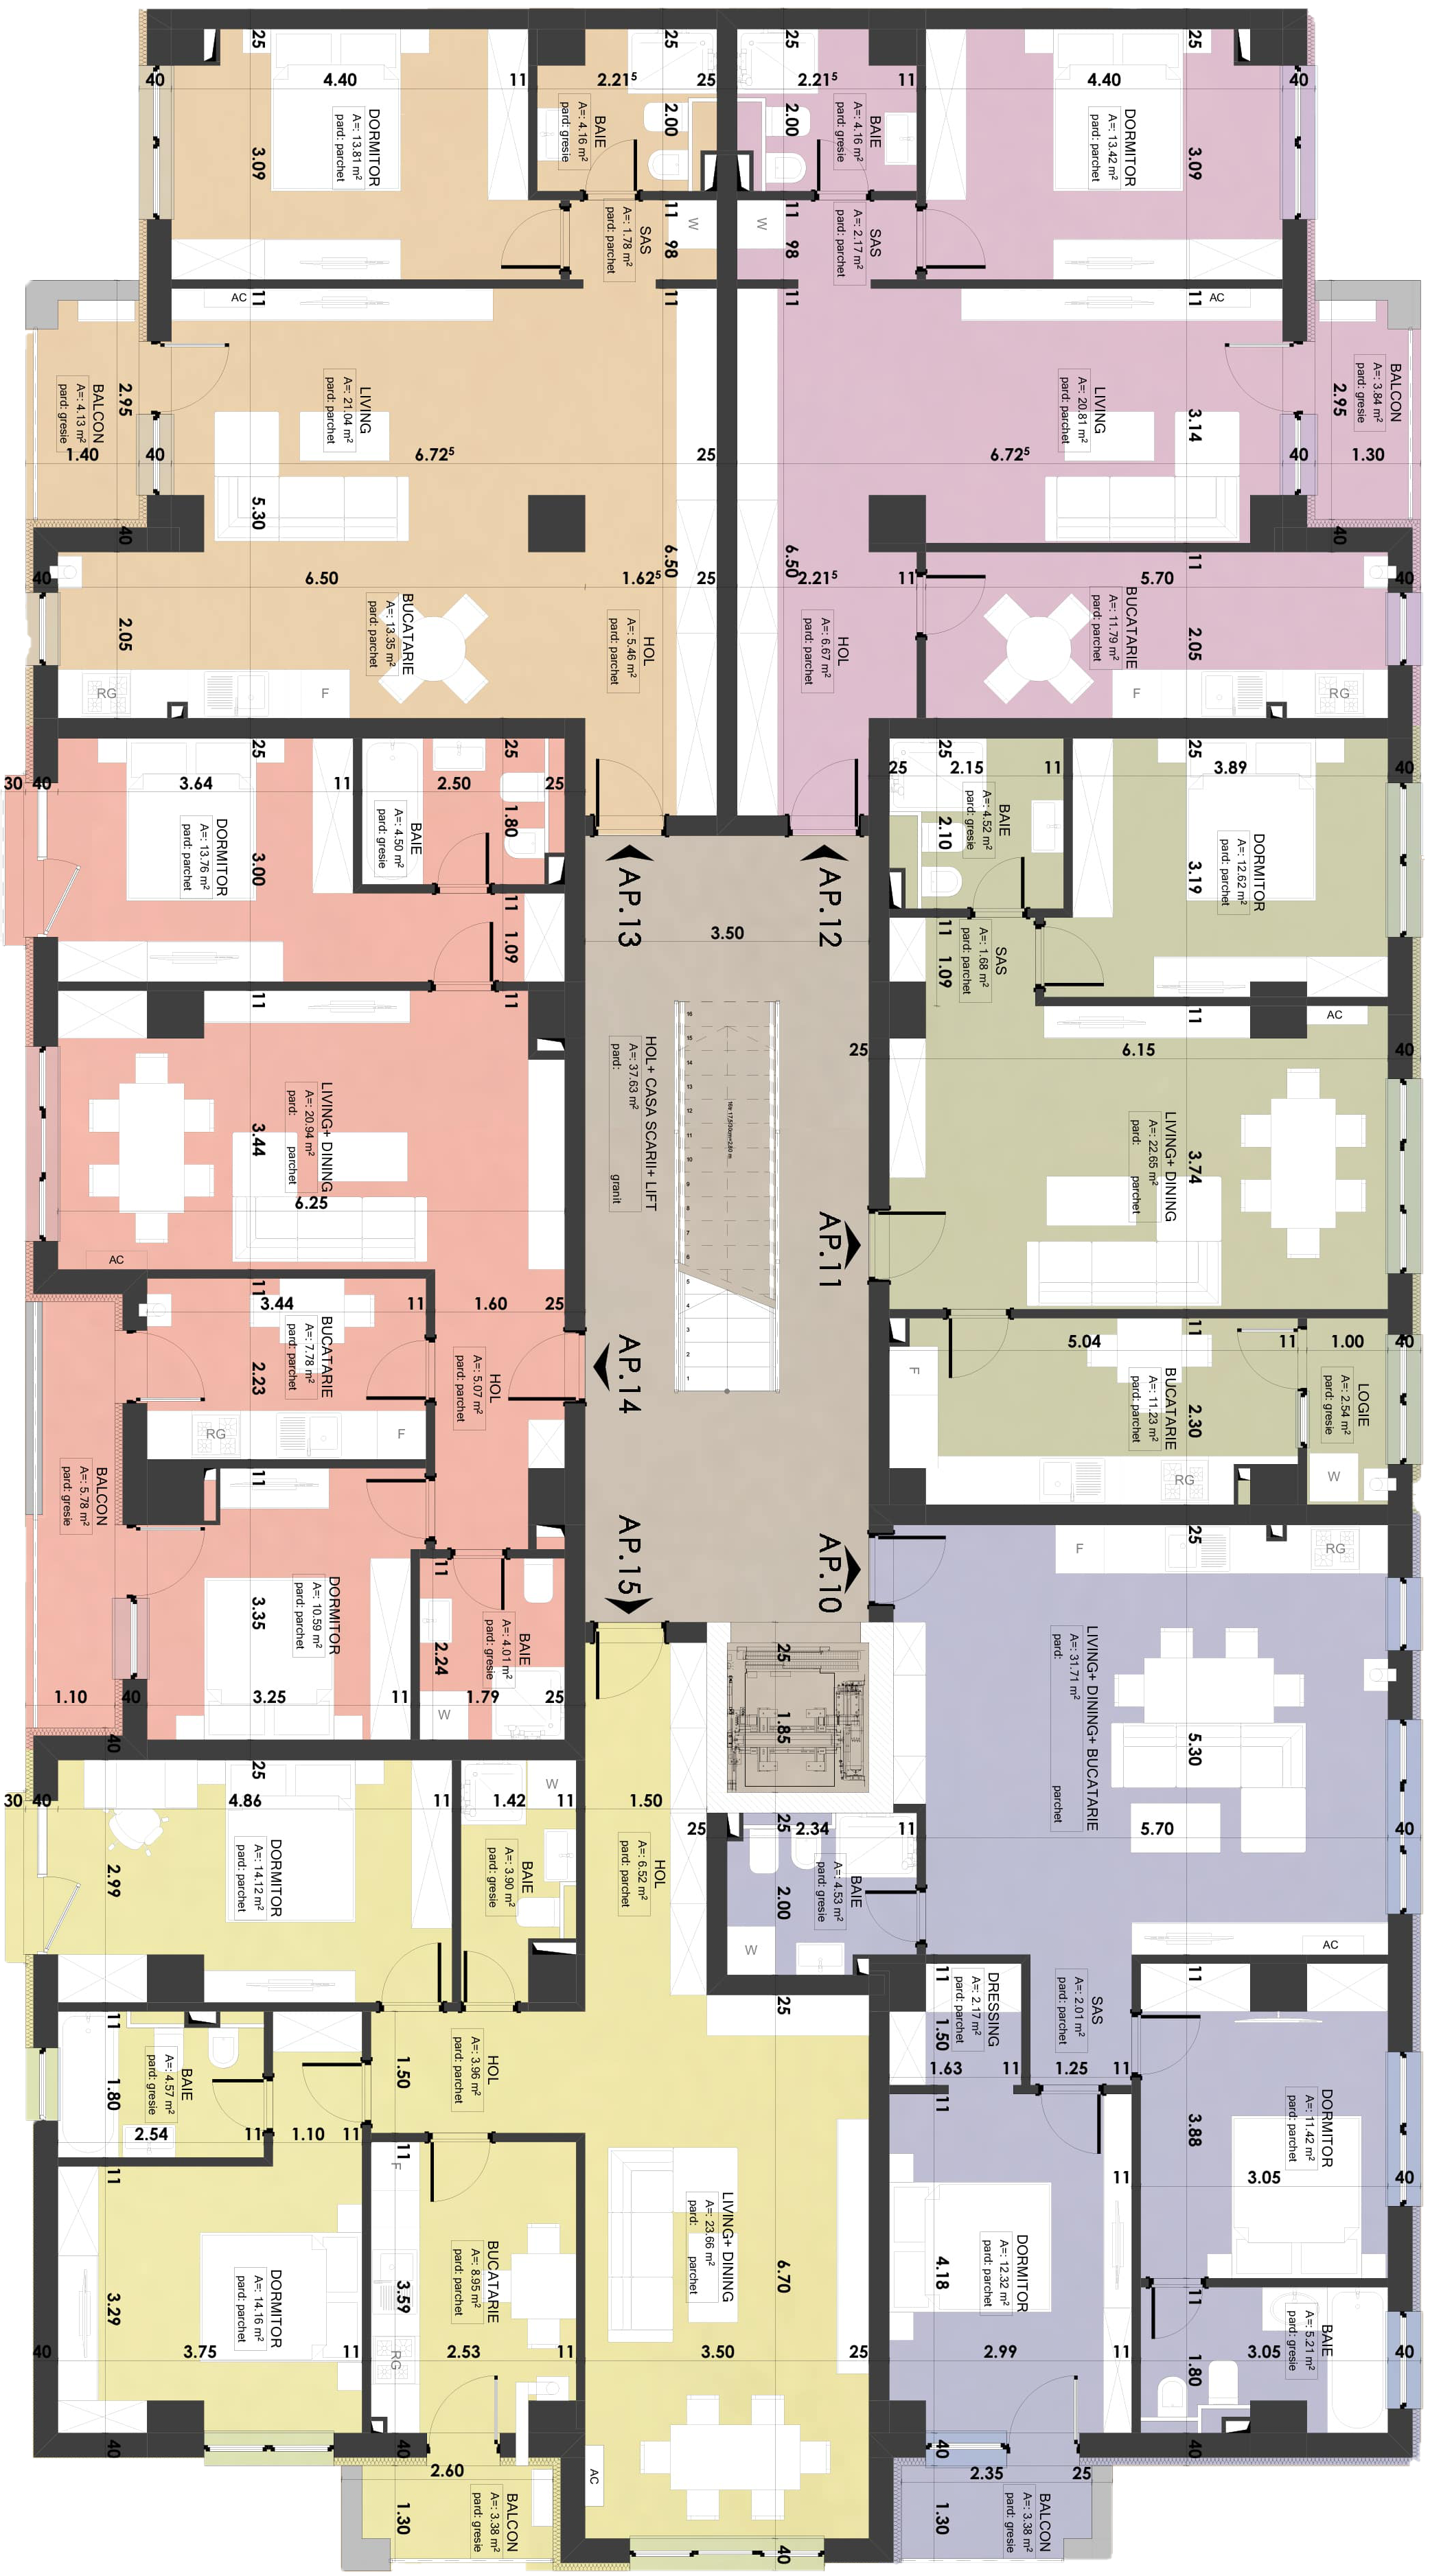 DORMITOR
A=: 13.81 m²
pard: parchet
BAIE
A=: 4.16 m²
pard: gresie
BAIE
A=: 4.16 m²
pard: gresie
DORMITOR
A=: 13.42 m²
pard: parchet
25
25
25
25
40
4.40
11
2.21⁵
25
2.21⁵
11
4.40
40
3.09
2.00
2.00
3.09
SAS
A=: 1.78 m²
pard: parchet
SAS
A=: 2.17 m²
pard: parchet
W
W
11
98
11
98
AC
11
11
11
11
AC
BALCON
A=: 4.13 m²
pard: gresie
2.95
1.40
40
LIVING
A=: 21.04 m²
pard: parchet
6.72⁵
25
5.30
LIVING
A=: 20.81 m²
pard: parchet
6.72⁵
3.14
40
BALCON
A=: 3.84 m²
pard: gresie
2.95
1.30
40
40
40
6.50
1.62⁵
6.50
25
6.50
2.21⁵
11
11
5.70
40
2.05
BUCATARIE
A=: 13.35 m²
pard: parchet
HOL
A=: 5.46 m²
pard: parchet
HOL
A=: 6.67 m²
pard: parchet
BUCATARIE
A=: 11.79 m²
pard: parchet
2.05
RG
F
F
RG
30
40
3.64
25
11
2.50
25
25
DORMITOR
A=: 13.76 m²
pard: parchet
3.00
BAIE
A=: 4.50 m²
pard: gresie
1.80
11
1.09
AP.13
AP.12
3.50
25
25
2.15
11
25
3.89
40
BAIE
A=: 4.52 m²
pard: gresie
2.10
DORMITOR
A=: 12.62 m²
pard: parchet
3.19
SAS
A=: 1.68 m²
pard: parchet
11
1.09
11
11
11
AC
LIVING+ DINING
A=: 20.94 m²
pard: parchet
3.44
6.25
AC
HOL+ CASA SCARII+ LIFT
A=: 37.63 m²
pard: granit
16
15
14
13
12
11
10
9
8
7
6
5
4
3
2
1
25
6.15
40
LIVING+ DINING
A=: 22.65 m²
pard: parchet
3.74
AP.11
11
3.44
11
1.60
25
BUCATARIE
A=: 7.78 m²
pard: parchet
2.23
RG
F
HOL
A=: 5.07 m²
pard: parchet
AP.14
11
5.04
11
1.00
40
BUCATARIE
A=: 11.23 m²
pard: parchet
2.30
F
RG
LOGIE
A=: 2.54 m²
pard: gresie
W
BALCON
A=: 5.78 m²
pard: gresie
1.10
40
11
DORMITOR
A=: 10.59 m²
pard: parchet
3.35
3.25
11
11
BAIE
A=: 4.01 m²
pard: gresie
2.24
1.79
25
W
AP.15
AP.10
25
F
RG
LIVING+ DINING+ BUCATARIE
A=: 31.71 m²
pard: parchet
5.30
5.70
40
AC
25
1.85
40
30
40
25
4.86
11
1.42
11
1.50
25
DORMITOR
A=: 14.12 m²
pard: parchet
2.99
W
BAIE
A=: 3.90 m²
pard: gresie
HOL
A=: 6.52 m²
pard: parchet
25
2.34
11
BAIE
A=: 4.53 m²
pard: gresie
2.00
W
25
11
DRESSING
A=: 2.17 m²
pard: parchet
1.50
1.63
11
SAS
A=: 2.01 m²
pard: parchet
1.25
11
11
11
BAIE
A=: 4.57 m²
pard: gresie
1.80
2.54
11
1.10
11
HOL
A=: 3.96 m²
pard: parchet
1.50
11
11
DORMITOR
A=: 14.16 m²
pard: parchet
3.29
40
3.75
11
F
BUCATARIE
A=: 8.95 m²
pard: parchet
3.59
RG
2.53
11
LIVING+ DINING
A=: 23.66 m²
pard: parchet
6.70
3.50
25
11
DORMITOR
A=: 12.32 m²
pard: parchet
4.18
2.99
11
11
DORMITOR
A=: 11.42 m²
pard: parchet
3.88
3.05
40
11
BAIE
A=: 5.21 m²
pard: gresie
1.80
3.05
40
40
40
40
40
2.60
BALCON
A=: 3.38 m²
pard: gresie
1.30
AC
40
2.35
25
BALCON
A=: 3.38 m²
pard: gresie
1.30